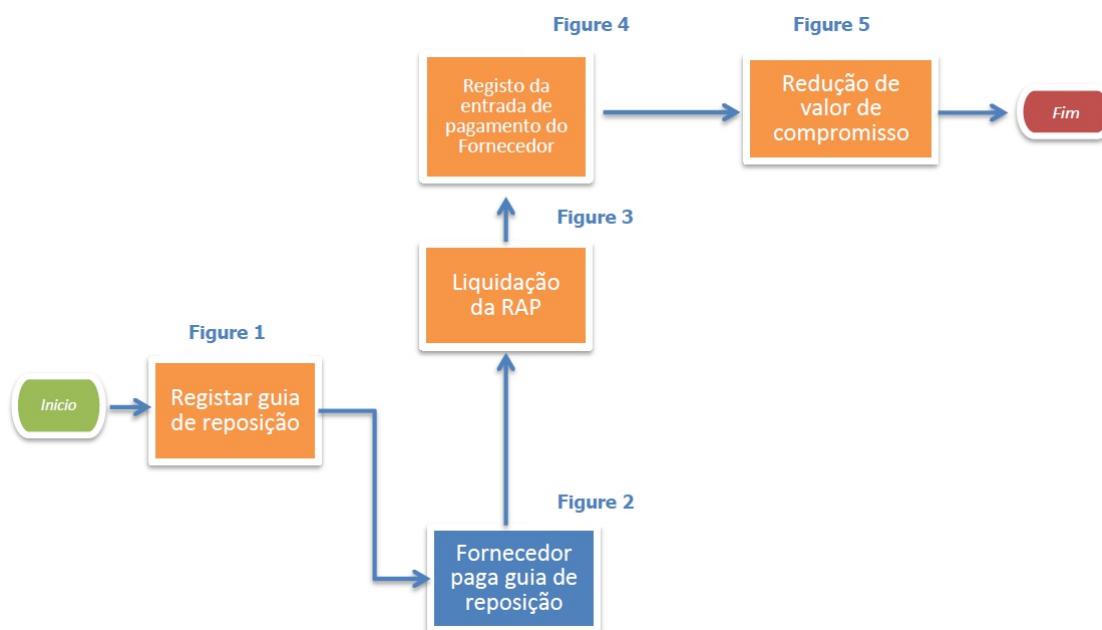 Figure 4
Figure 5
Registo da
entrada de
pagamento do
Fornecedor
Redução de
valor de
compromisso
Fim
Figure 3
Liquidação
da RAP
Figure 1
Inicio
Registar guia
de reposição
Figure 2
Fornecedor
paga guia de
reposição